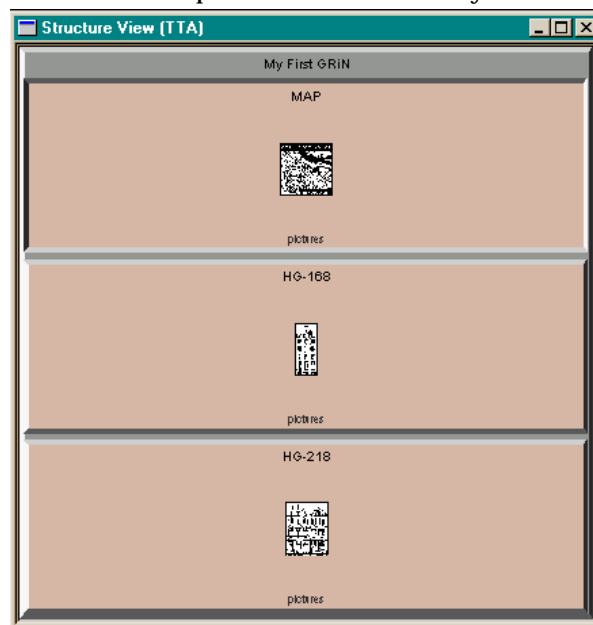 Structure View (TTA)
My First GRiN
MAP
pictures
HG-168
pictures
HG-218
pictures